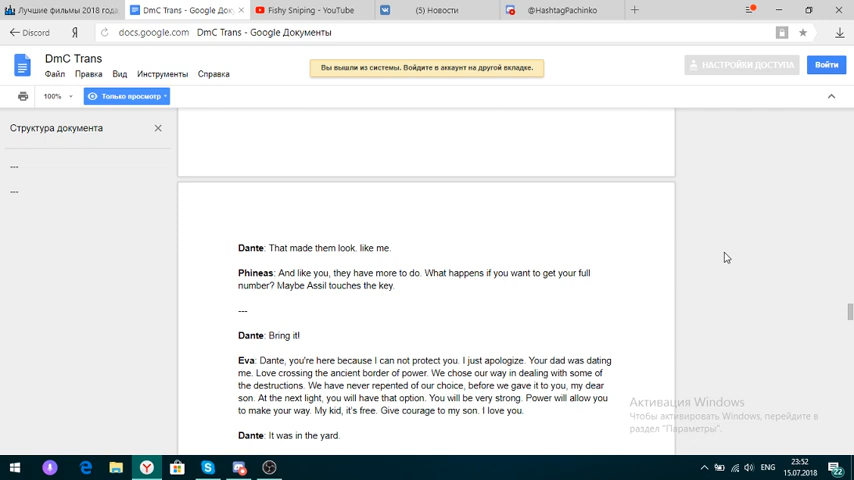 Лучшие фильмы 2018 года,
DmC Trans - Google Док
Fishy Sniping - YouTube
(5) Новости
@HashtagPachinko
Discord
Я
docs.google.com DmC Trans - Google Документы
DmC Trans
Файл Правка Вид Инструменты Справка
Вы вышли из системы. Войдите в аккаунт на другой вкладке.
НАСТРОЙКИ ДОСТУПА
Войти
100%
Только просмотр
Структура документа
---
---
Dante: That made them look. like me.
Phineas: And like you, they have more to do. What happens if you want to get your full
number? Maybe Assil touches the key.
---
Dante: Bring it!
Eva: Dante, you're here because I can not protect you. I just apologize. Your dad was dating
me. Love crossing the ancient border of power. We chose our way in dealing with some of
the destructions. We have never repented of our choice, before we gave it to you, my dear
son. At the next light, you will have that option. You will be very strong. Power will allow you
to make your way. My kid, it's free. Give courage to my son. I love you.
Dante: It was in the yard.
Активация Windows
Чтобы активировать Windows, перейдите в
раздел "Параметры".
ENG
23:52
15.07.2018
22